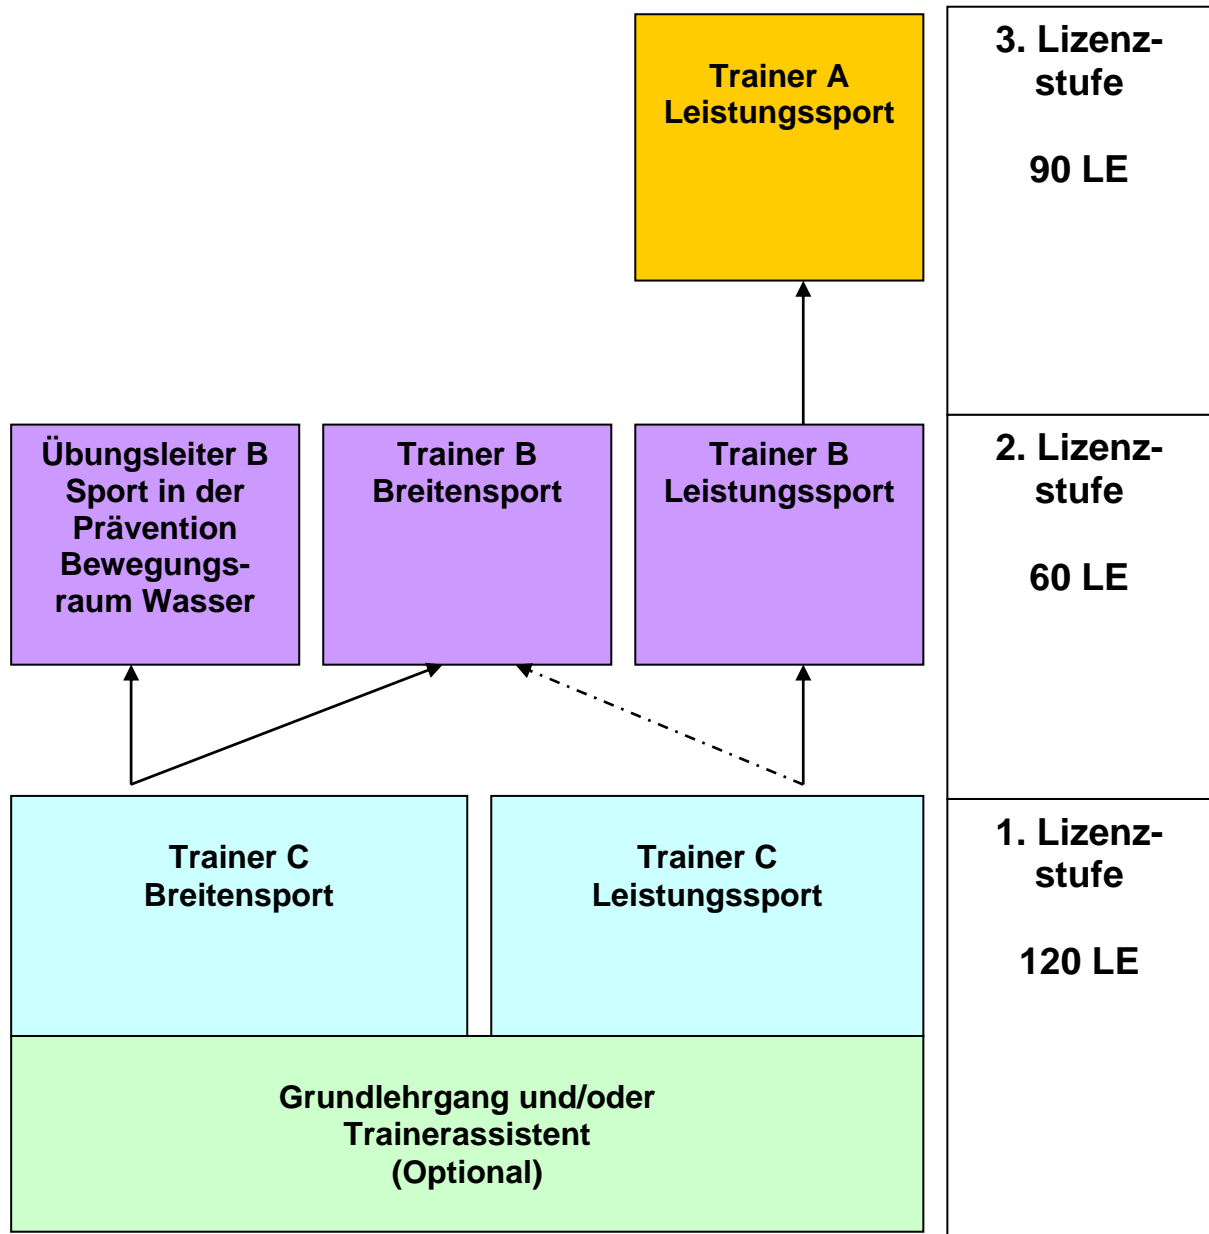 Trainer A
Leistungssport
3. Lizenz-
stufe
90 LE
Übungsleiter B
Sport in der
Prävention
Bewegungs-
raum Wasser
Trainer B
Breitensport
Trainer B
Leistungssport
2. Lizenz-
stufe
60 LE
Trainer C
Breitensport
Trainer C
Leistungssport
1. Lizenz-
stufe
120 LE
Grundlehrgang und/oder
Trainerassistent
(Optional)